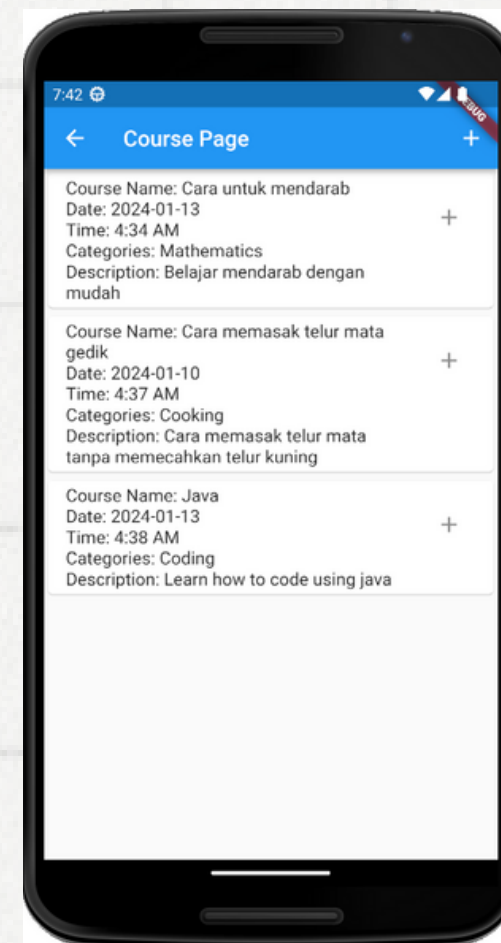 7:42
DEBUG
Course Page
Course Name: Cara untuk mendarab
Date: 2024-01-13
Time: 4:34 AM
Categories: Mathematics
Description: Belajar mendarab dengan
mudah
Course Name: Cara memasak telur mata
gedik
Date: 2024-01-10
Time: 4:37 AM
Categories: Cooking
Description: Cara memasak telur mata
tanpa memecahkan telur kuning
Course Name: Java
Date: 2024-01-13
Time: 4:38 AM
Categories: Coding
Description: Learn how to code using java